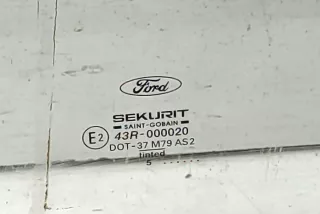 Ford
SEKURIT
SAINT-GOBAIN
E2 43R-000020
DOT-37 M79 AS2
tinted
5 ......